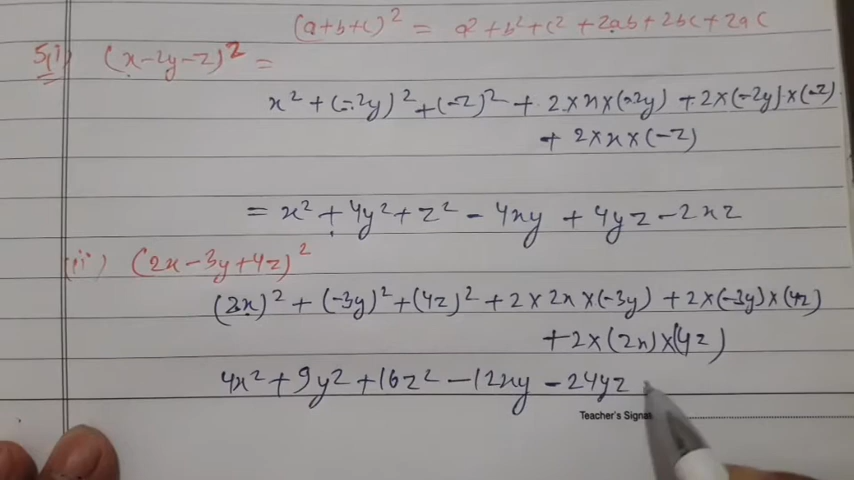 (a+b+c)² = a²+b²+c²+2ab+2bc+2ac
5(i) (x-2y-z)² =
x²+(-2y)²+(-z)²+2×x×(-2y)+2×(-2y)×(-z)
+2×x×(-z)
= x²+4y²+z²-4xy+4yz-2xz
(ii) (2x-3y+4z)²
(2x)²+(-3y)²+(4z)²+2×2x×(-3y)+2×(-3y)×(4z)
+2×(2x)×(4z)
4x²+9y²+16z²-12xy-24yz
Teacher's